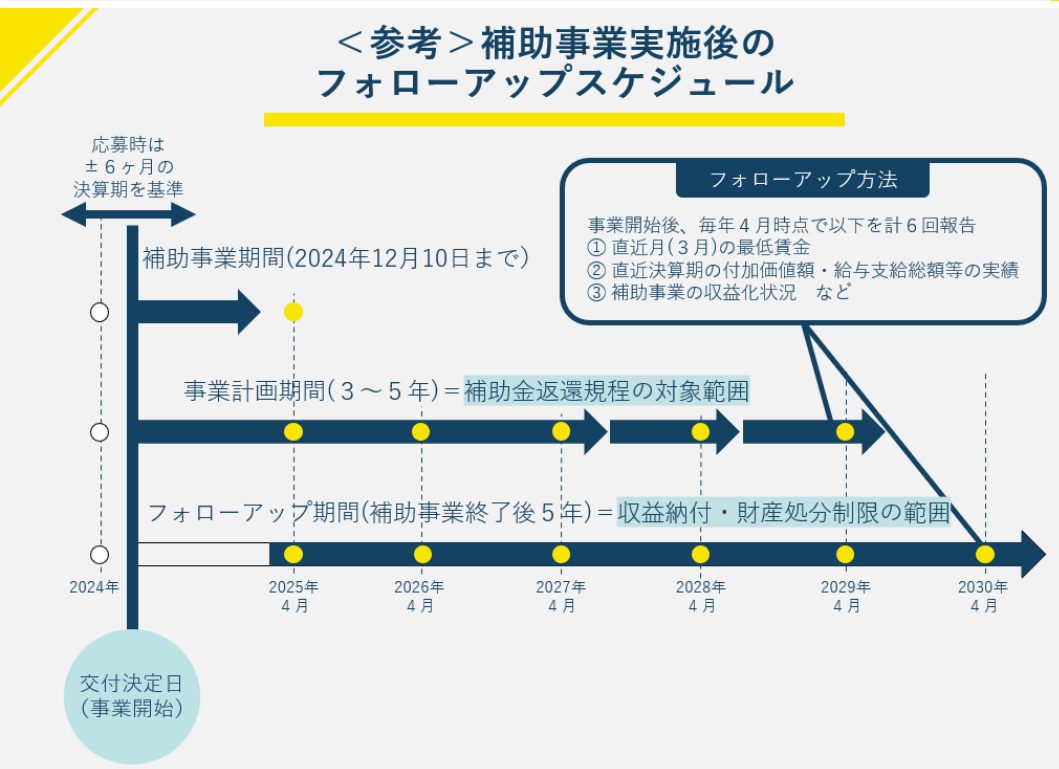 ＜参考＞補助事業実施後の
フォローアップスケジュール
応募時は
±６ヶ月の
決算期を基準
フォローアップ方法
事業開始後、毎年４月時点で以下を計６回報告
① 直近月(３月)の最低賃金
② 直近決算期の付加価値額・給与支給総額等の実績
③ 補助事業の収益化状況　など
補助事業期間(2024年12月10日まで)
事業計画期間(３～５年)＝補助金返還規程の対象範囲
フォローアップ期間(補助事業終了後５年)＝収益納付・財産処分制限の範囲
2024年
2025年
４月
2026年
４月
2027年
４月
2028年
４月
2029年
４月
2030年
４月
交付決定日
(事業開始)